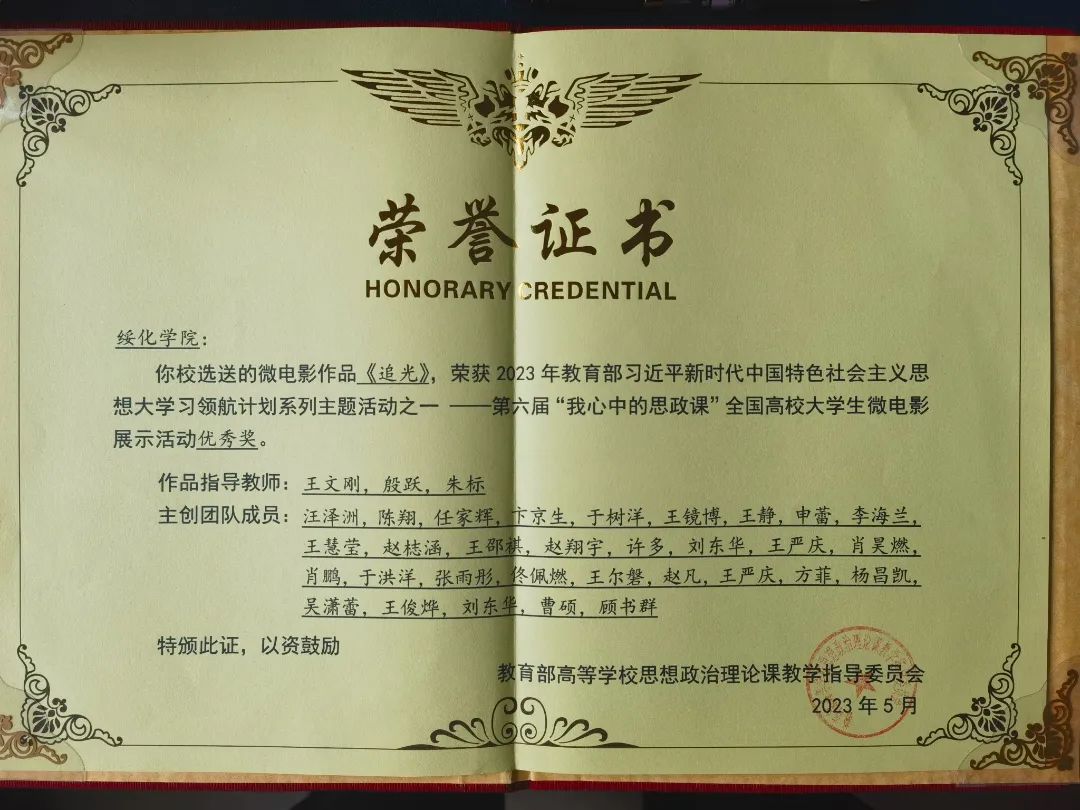 荣誉证书
HONORARY CREDENTIAL
绥化学院：
你校选送的微电影作品《追光》，荣获 2023 年教育部习近平新时代中国特色社会主义思
想大学习领航计划系列主题活动之一 ——第六届“我心中的思政课”全国高校大学生微电影
展示活动优秀奖。
作品指导教师：王文刚，殷跃，朱标
主创团队成员：汪泽洲，陈翔，任家辉，卞京生，于树洋，王镜博，王静，申蕾，李海兰，
王慧莹，赵梽涵，王邵祺，赵翔宇，许多，刘东华，王严庆，肖昊燃，
肖鹏，于洪洋，张雨彤，佟佩燃，王尔磐，赵凡，王严庆，方菲，杨昌凯，
吴潇蕾，王俊烨，刘东华，曹硕，顾书群
特颁此证，以资鼓励
教育部高等学校思想政治理论课教学指导委员会
2023 年 5 月